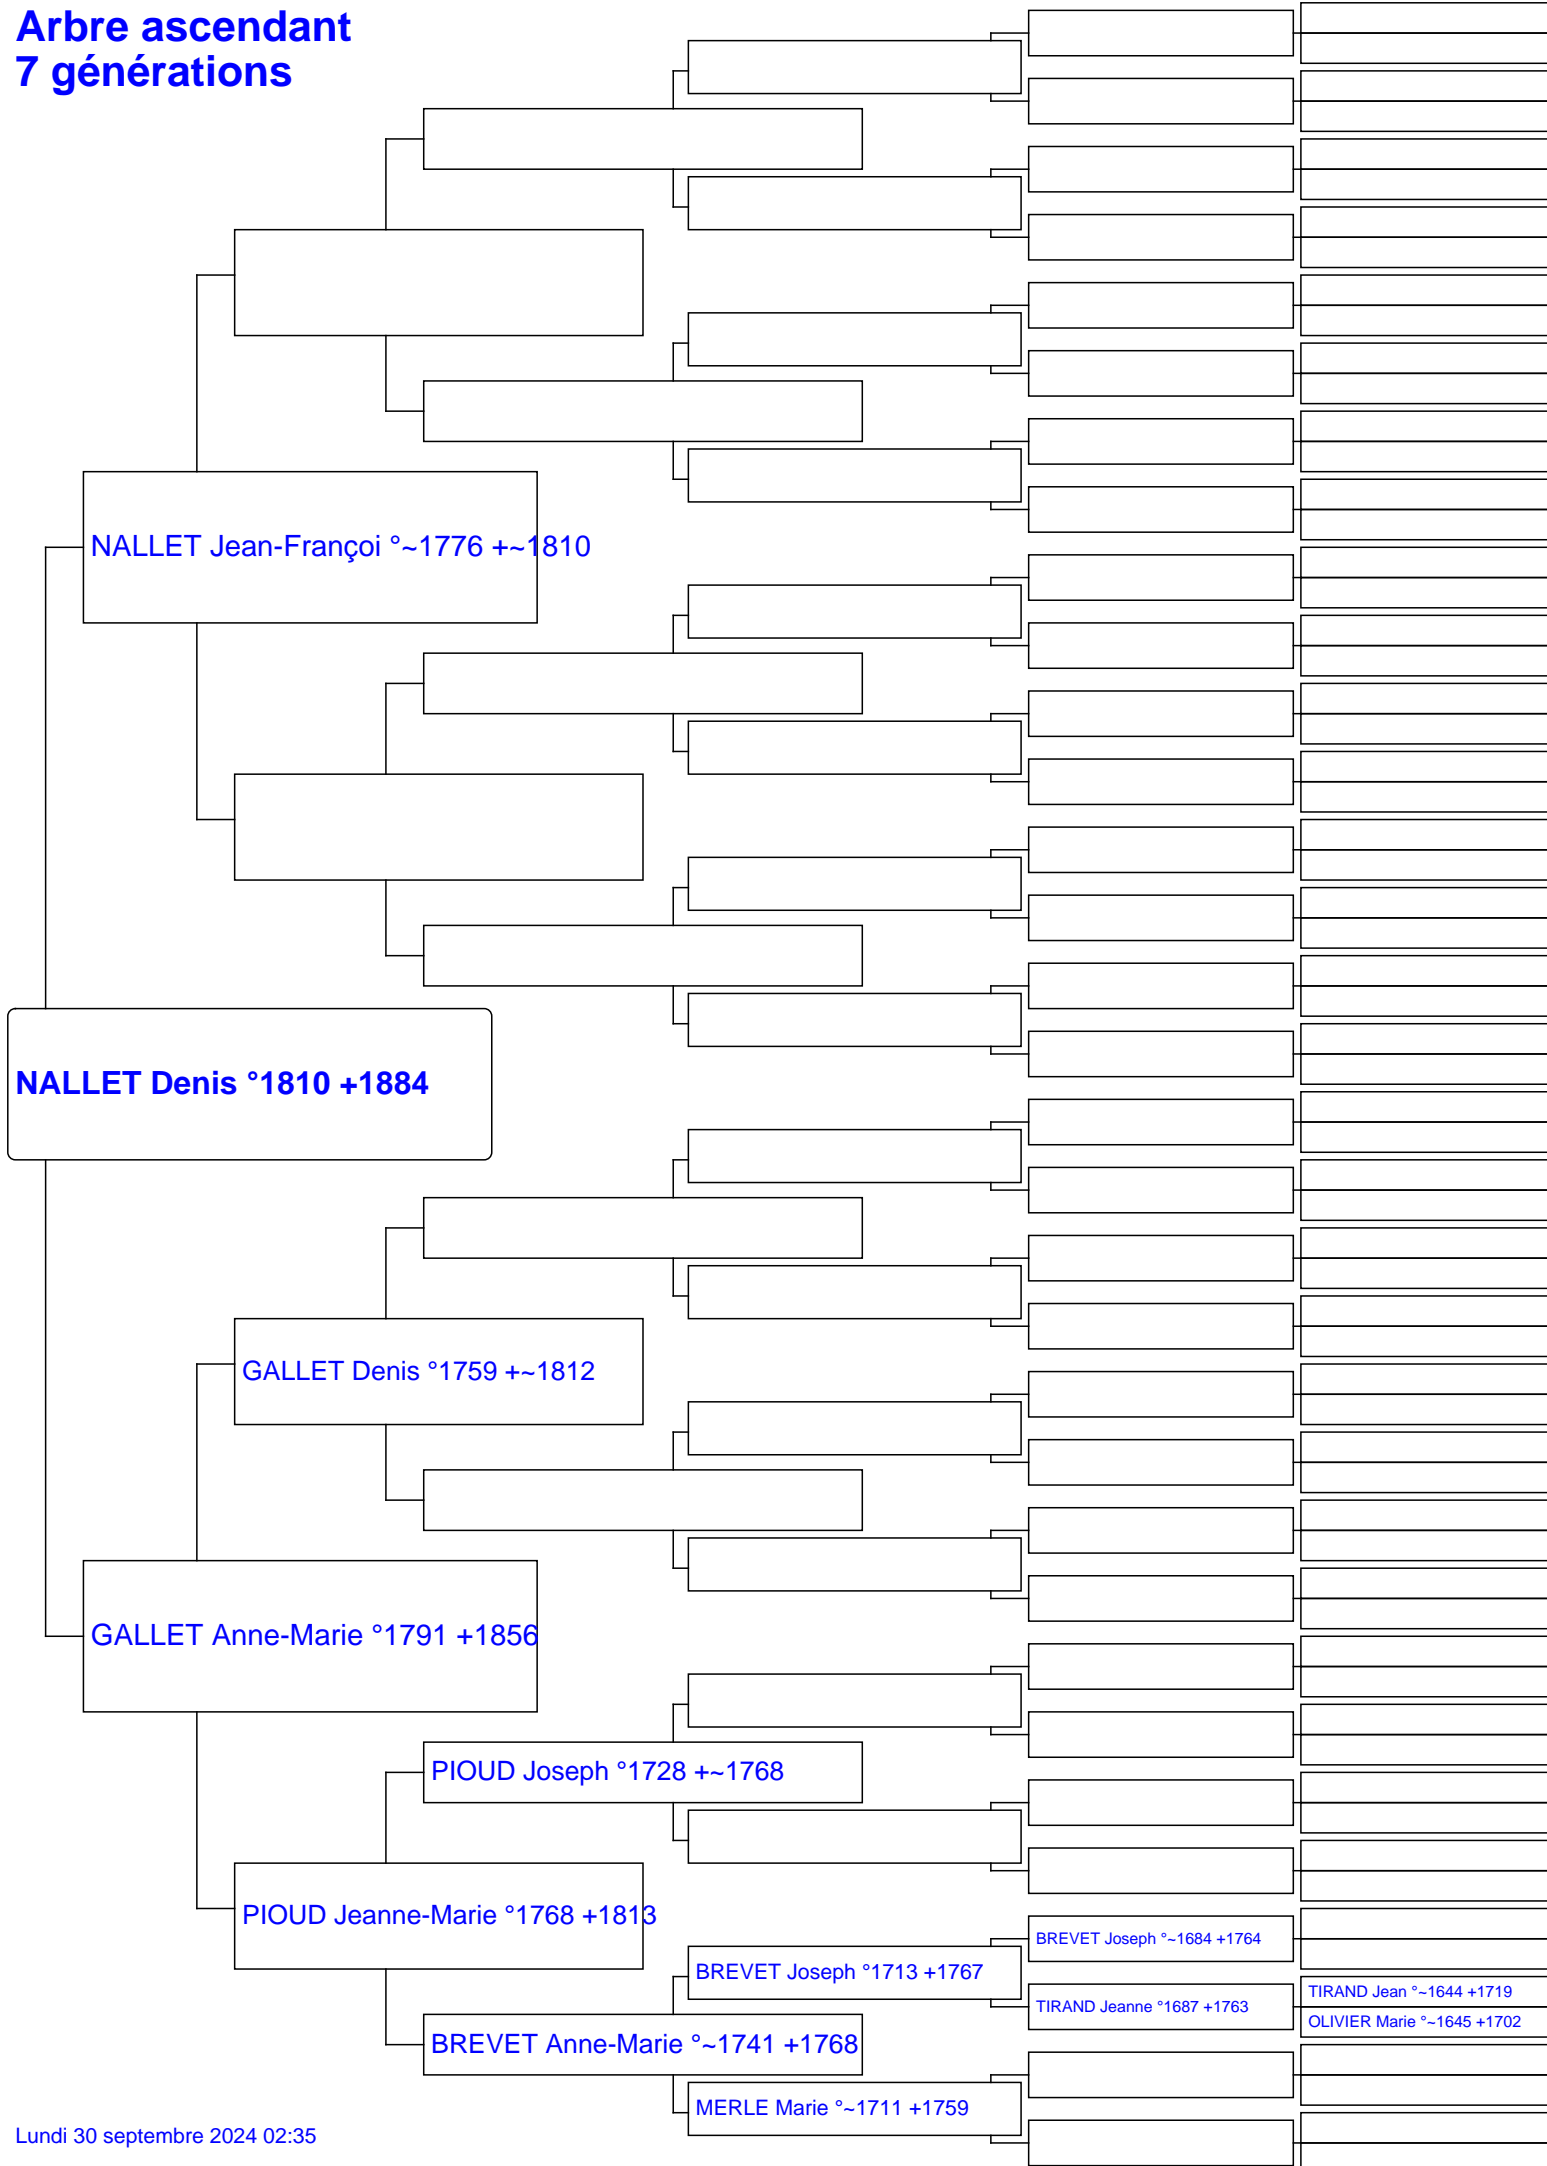 Arbre ascendant
7 générations
NALLET Jean-Françoi °~1776 +~1810
NALLET Denis °1810 +1884
GALLET Denis °1759 +~1812
GALLET Anne-Marie °1791 +1856
PIOUD Joseph °1728 +~1768
PIOUD Jeanne-Marie °1768 +1813
BREVET Joseph °~1684 +1764
BREVET Joseph °1713 +1767
TIRAND Jean °~1644 +1719
TIRAND Jeanne °1687 +1763
OLIVIER Marie °~1645 +1702
BREVET Anne-Marie °~1741 +1768
MERLE Marie °~1711 +1759
Lundi 30 septembre 2024 02:35